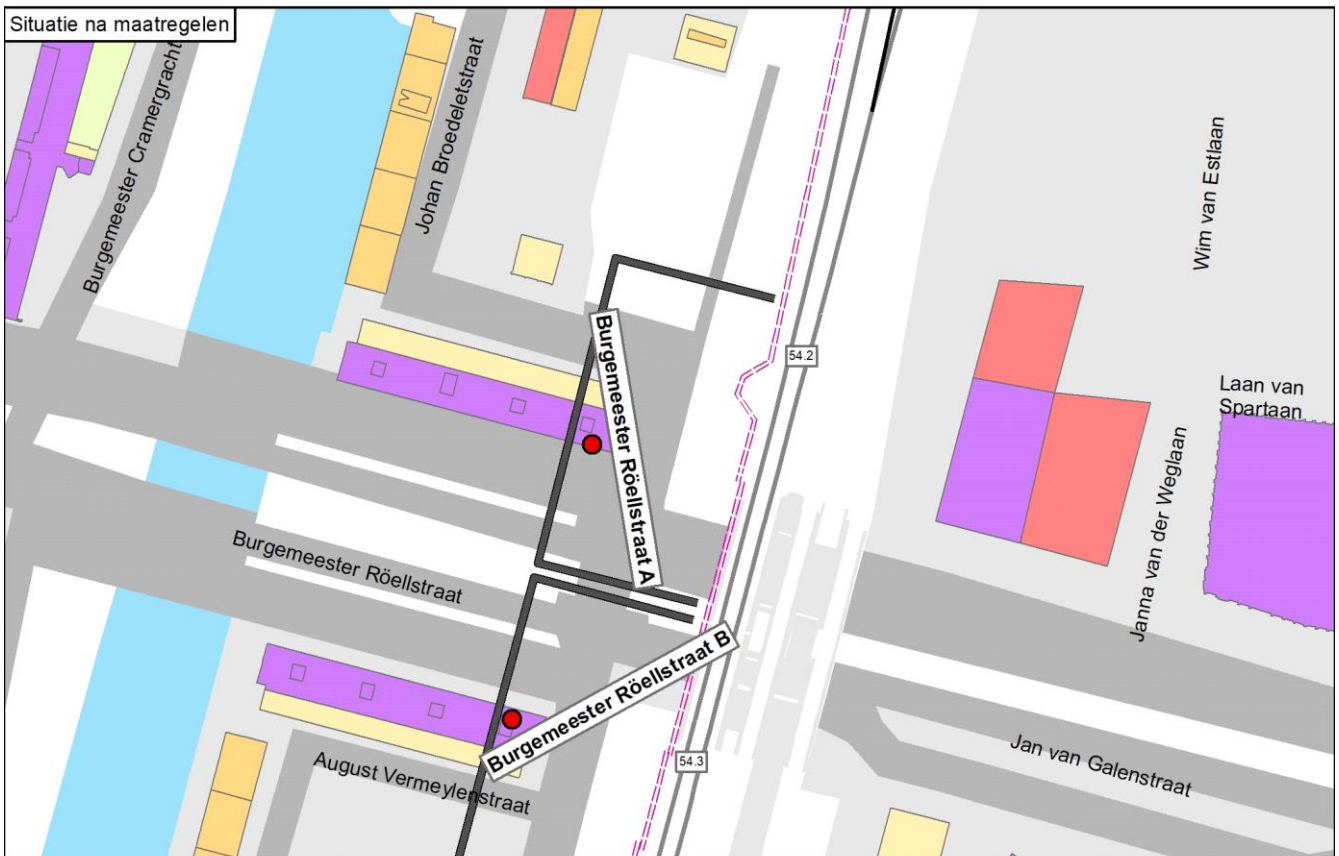 Situatie na maatregelen
Burgemeester Cramergracht
Johan Broedeletstraat
Wim van Estlaan
54.2
Burgemeester Röellstraat A
Laan van
Spartaan
Janna van der Weglaan
Burgemeester Röellstraat
Burgemeester Röellstraat B
Jan van Galenstraat
54.3
August Vermeylenstraat